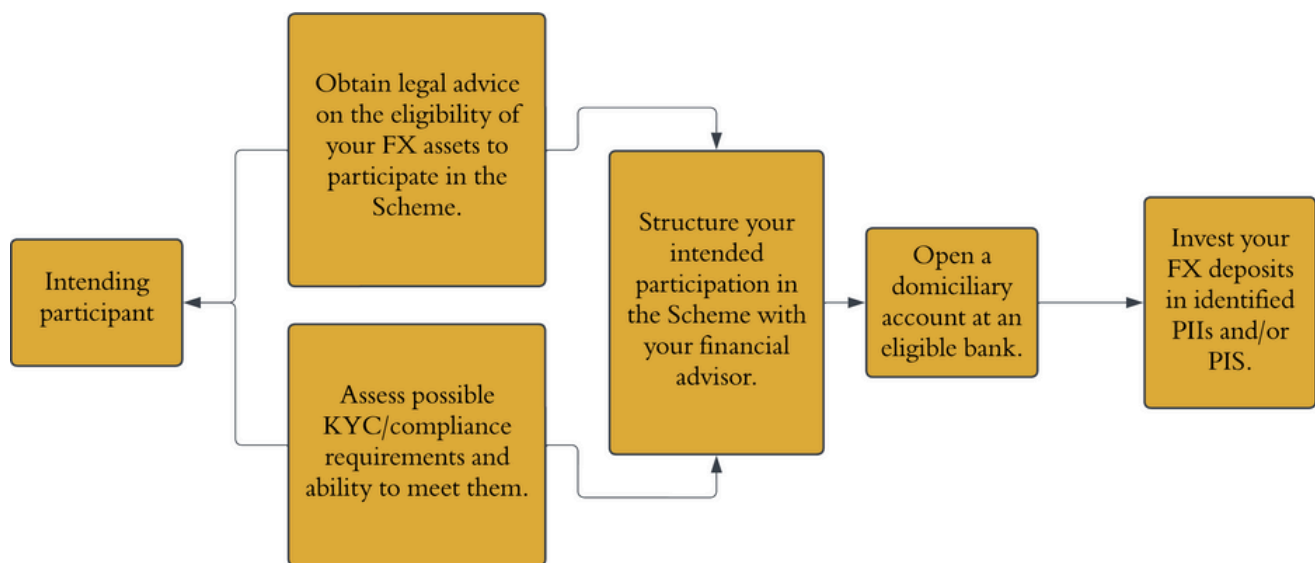 Intending
participant
Obtain legal advice
on the eligibility of
your FX assets to
participate in the
Scheme.
Assess possible
KYC/compliance
requirements and
ability to meet them.
Structure your
intended
participation in
the Scheme with
your financial
advisor.
Open a
domiciliary
account at an
eligible bank.
Invest your
FX deposits
in identified
PIIs and/or
PIS.